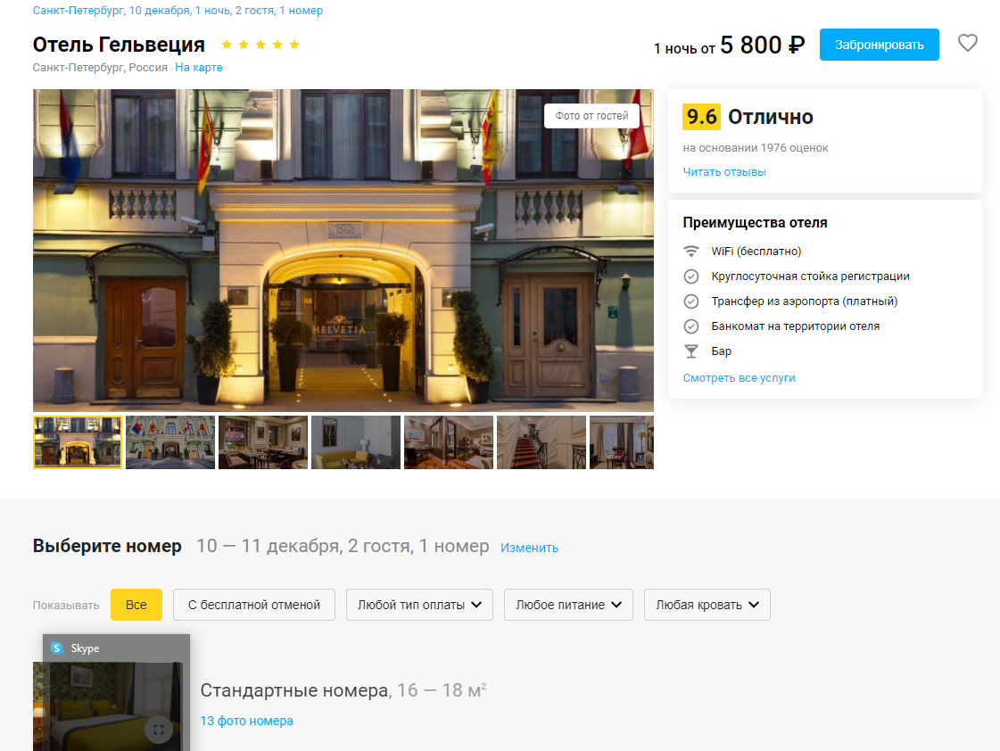 Санкт-Петербург, 10 декабря, 1 ночь, 2 гостя, 1 номер
Отель Гельвеция
1 ночь от 5 800 ₽
Забронировать
Санкт-Петербург, Россия На карте
Фото от гостей
HELVETIA
9.6 Отлично
на основании 1976 оценок
Читать отзывы
Преимущества отеля
WiFi (бесплатно)
Круглосуточная стойка регистрации
Трансфер из аэропорта (платный)
Банкомат на территории отеля
Бар
Смотреть все услуги
Выберите номер 10 — 11 декабря, 2 гостя, 1 номер Изменить
Показывать Все С бесплатной отменой Любой тип оплаты Любое питание Любая кровать
S Skype
Стандартные номера, 16 — 18 м²
13 фото номера